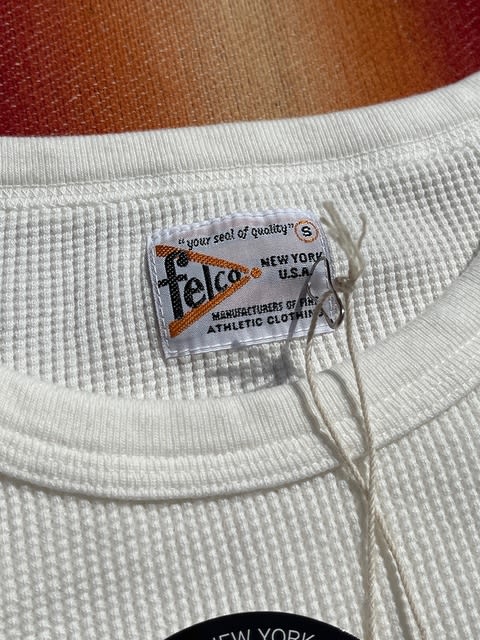 "your seal of Quality" S
felco
NEW YORK
U.S.A.
MANUFACTURERS OF FINE
ATHLETIC CLOTHING
NEW YORK